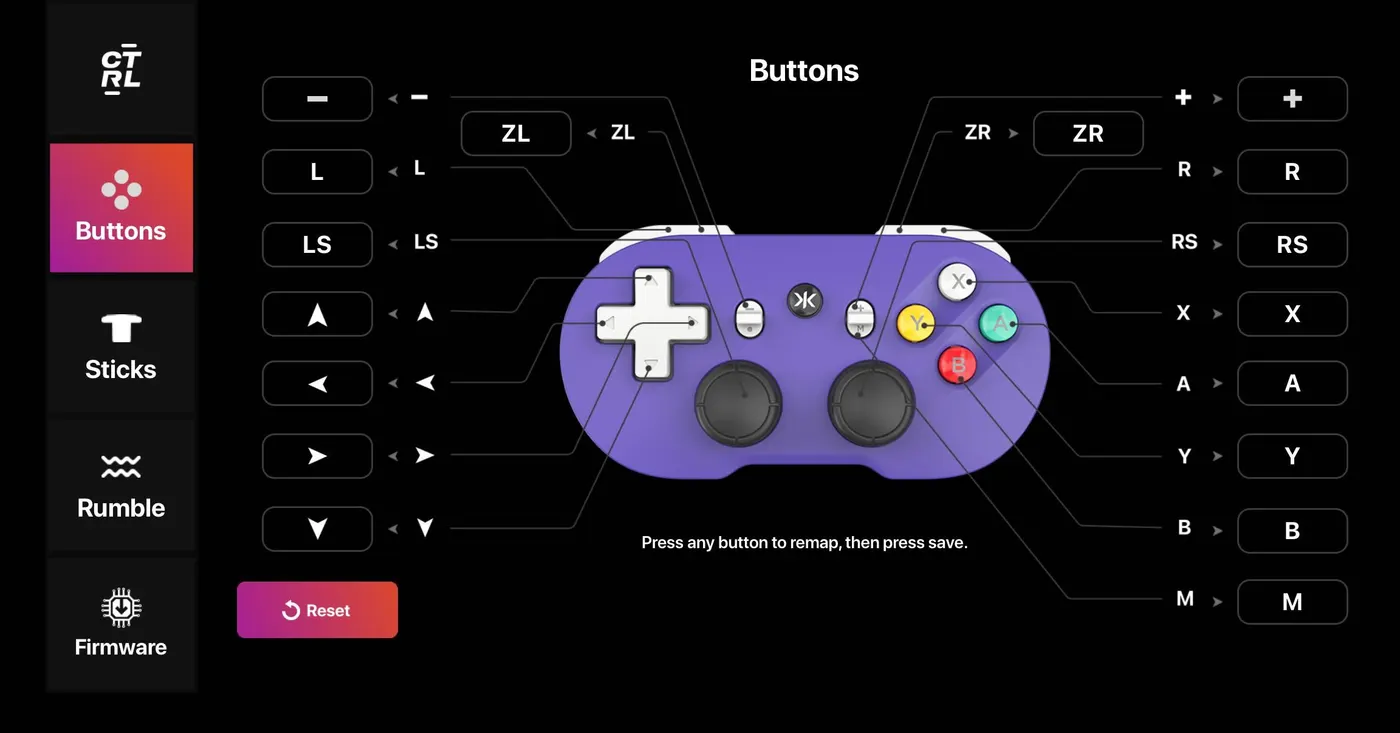 CT
RL
Buttons
Sticks
Rumble
Firmware
Buttons
ZL ZL
L L
LS LS
Reset
ZR ZR
R R
RS RS
X X
A A
Y Y
B B
M M
+ +
− −
X
Y
A
B
+
M
−
Press any button to remap, then press save.